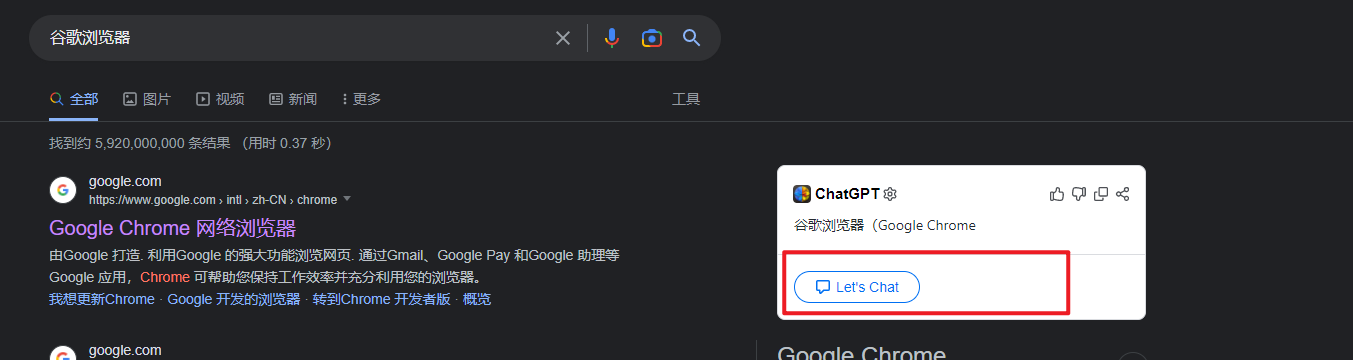 谷歌浏览器
全部 图片 视频 新闻 更多 工具
找到约 5,920,000,000 条结果 （用时 0.37 秒）
google.com
https://www.google.com › intl › zh-CN › chrome
Google Chrome 网络浏览器
由Google 打造. 利用Google 的强大功能浏览网页. 通过Gmail、Google Pay 和Google 助理等
Google 应用，Chrome 可帮助您保持工作效率并充分利用您的浏览器。
我想更新Chrome · Google 开发的浏览器 · 转到Chrome 开发者版 · 概览
google.com
ChatGPT
谷歌浏览器（Google Chrome
Let's Chat
Google Chrome